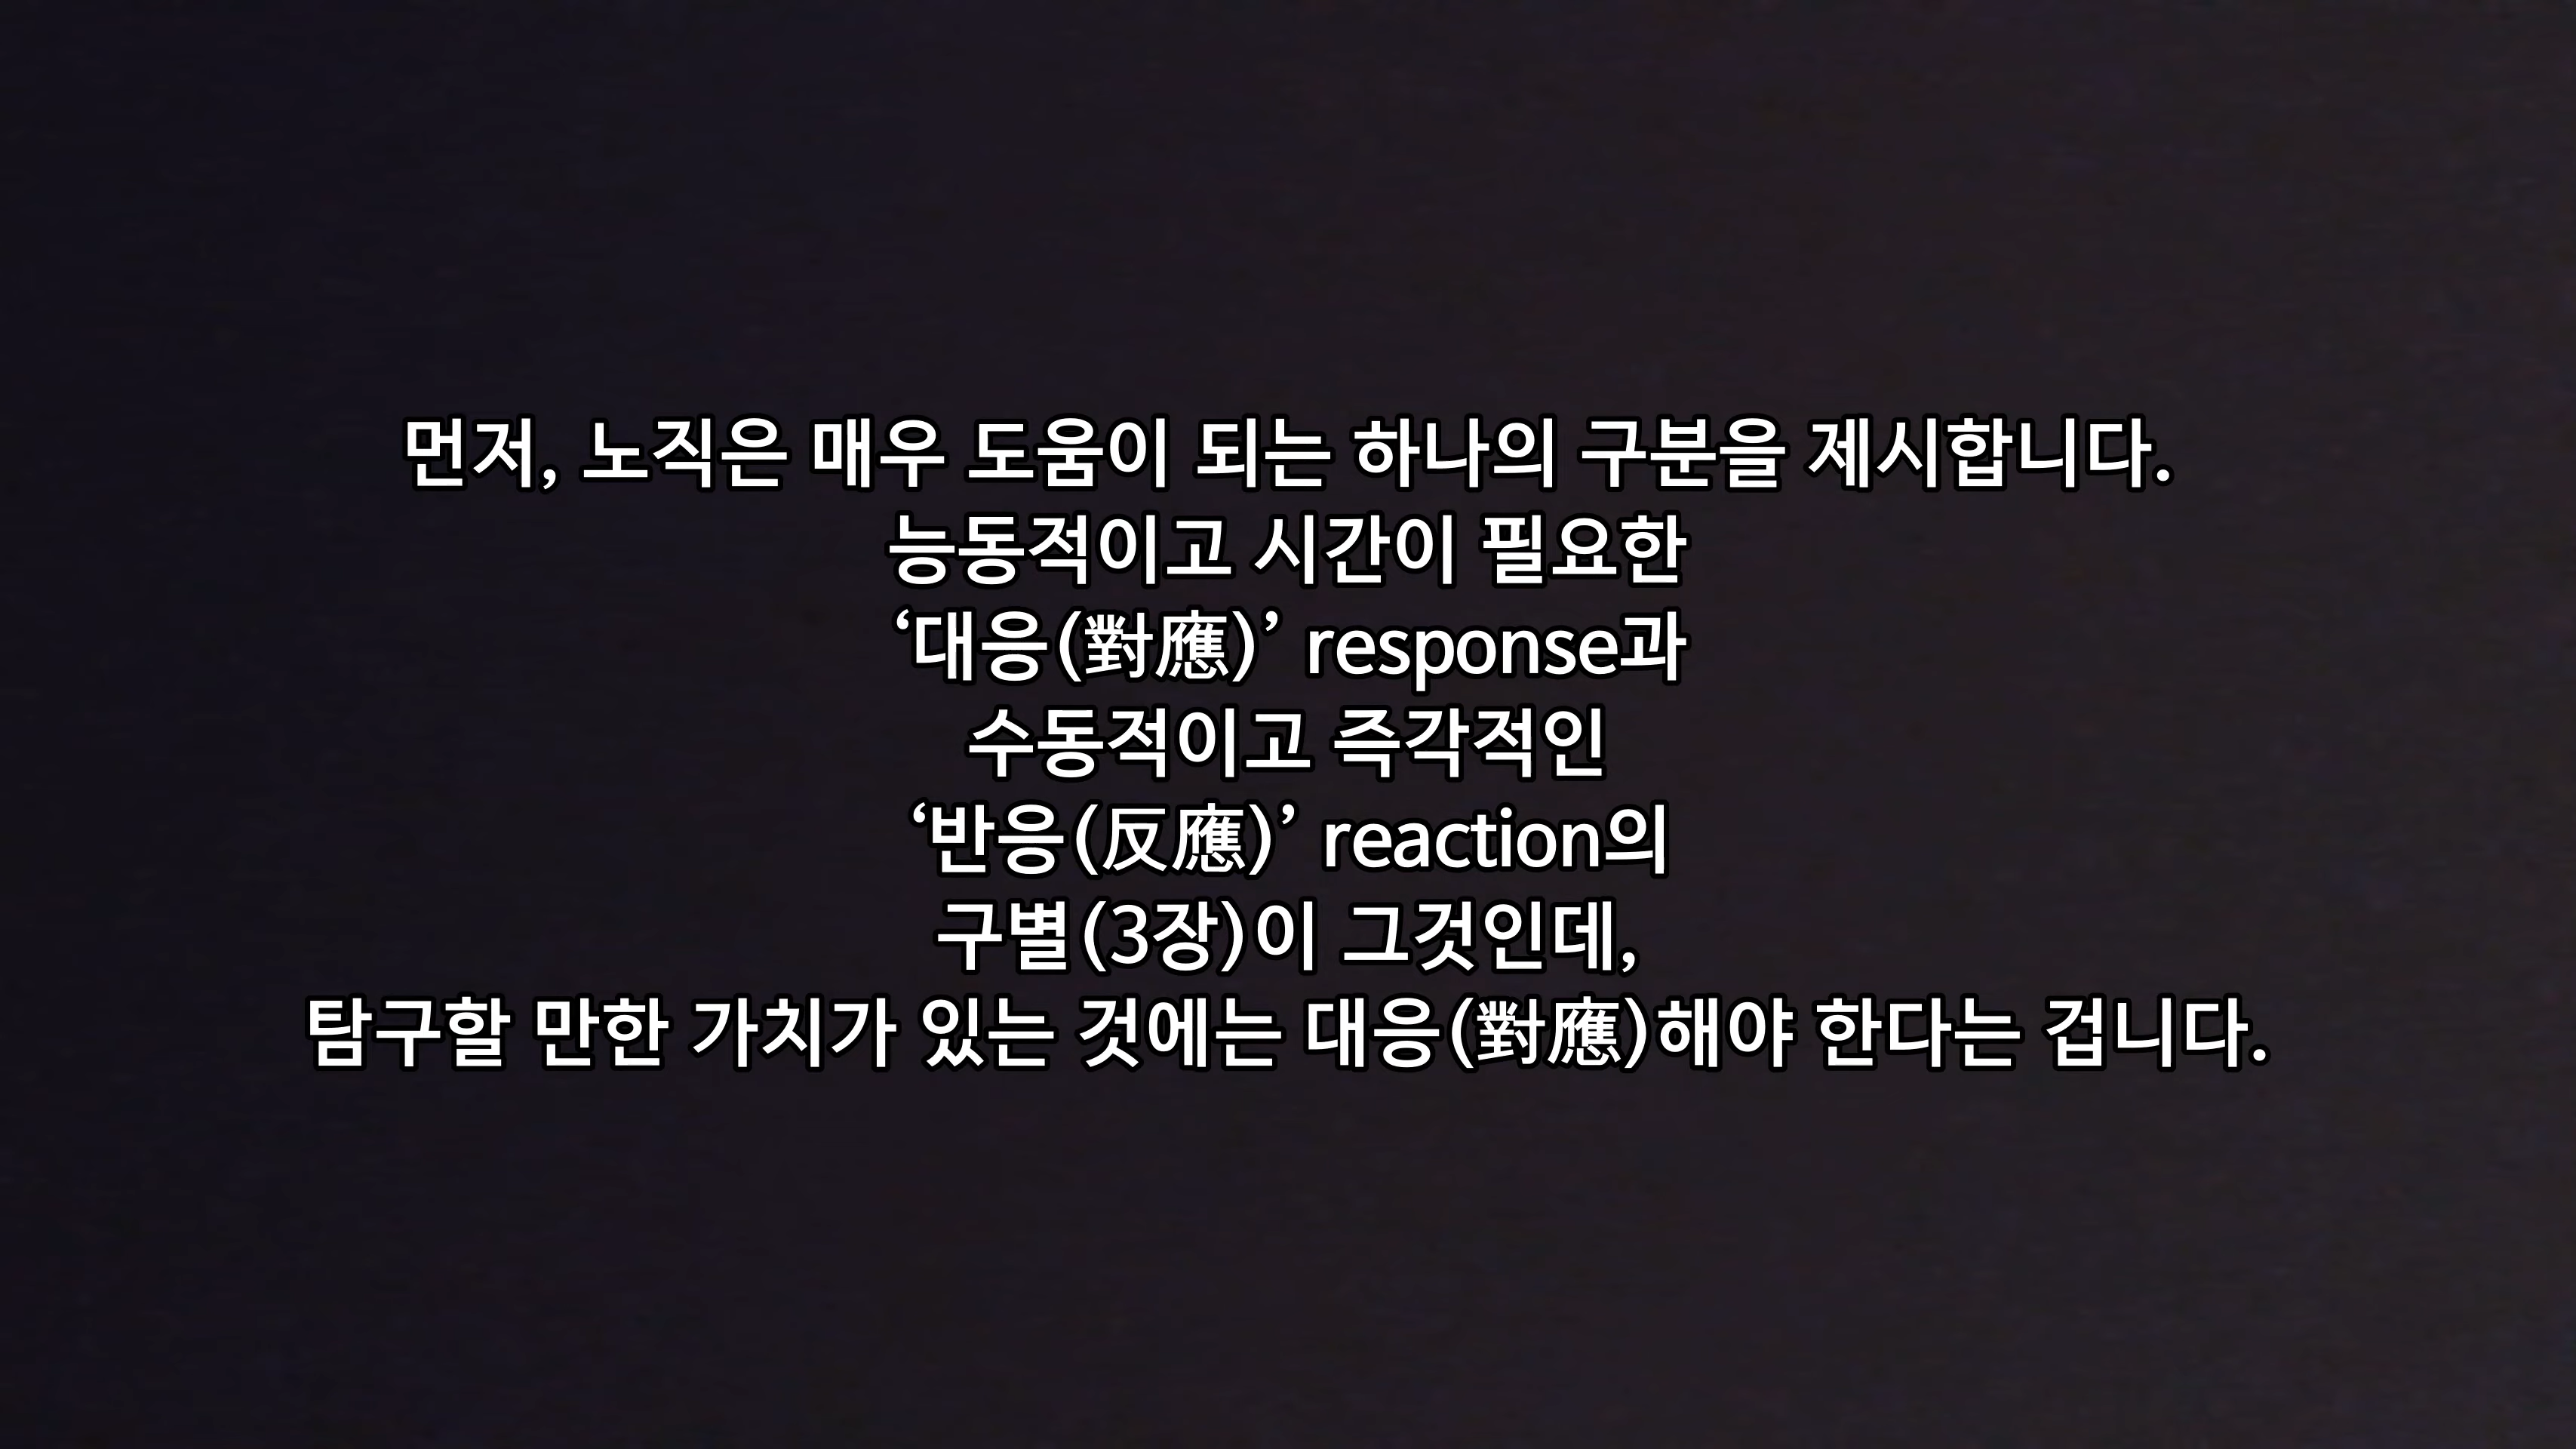 먼저, 노직은 매우 도움이 되는 하나의 구분을 제시합니다.
능동적이고 시간이 필요한
‘대응(對應)’ response과
수동적이고 즉각적인
‘반응(反應)’ reaction의
구별(3장)이 그것인데,
탐구할 만한 가치가 있는 것에는 대응(對應)해야 한다는 겁니다.